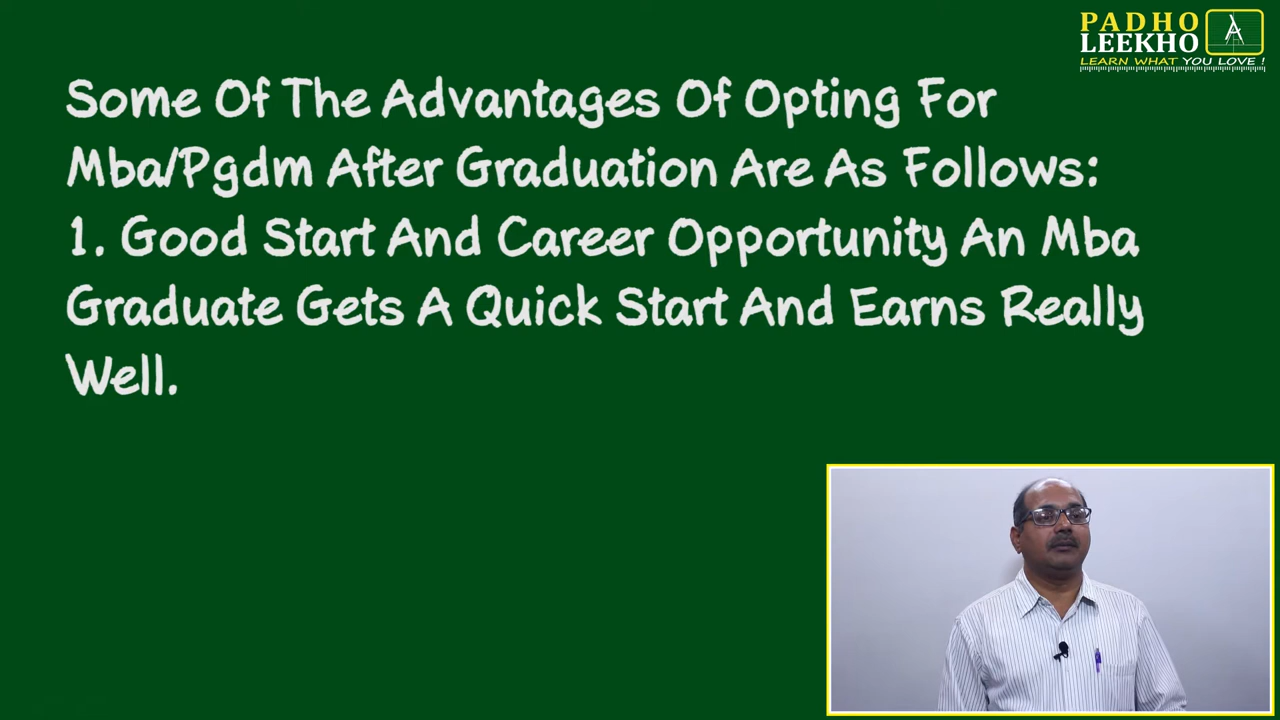 PADHO
LEEKHO
LEARN WHAT YOU LOVE !
Some Of The Advantages Of Opting For
Mba/Pgdm After Graduation Are As Follows:
1. Good Start And Career Opportunity An Mba
Graduate Gets A Quick Start And Earns Really
Well.